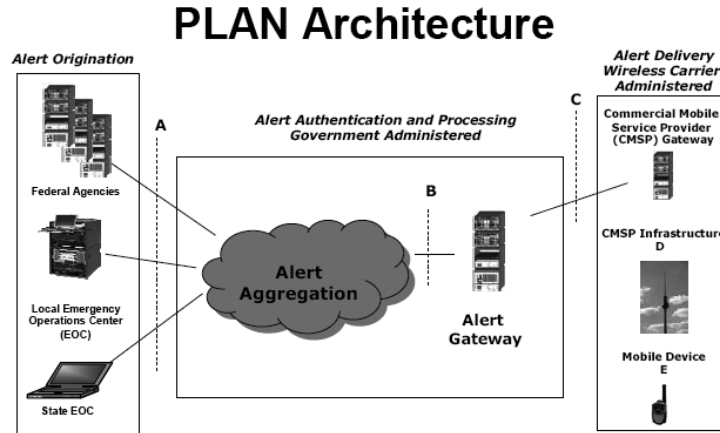 PLAN Architecture
Alert Origination
Federal Agencies
Local Emergency
Operations Center
(EOC)
State EOC
A
Alert Authentication and Processing
Government Administered
Alert
Aggregation
B
Alert
Gateway
C
Alert Delivery
Wireless Carrier
Administered
Commercial Mobile
Service Provider
(CMSP) Gateway
CMSP Infrastructure
D
Mobile Device
E